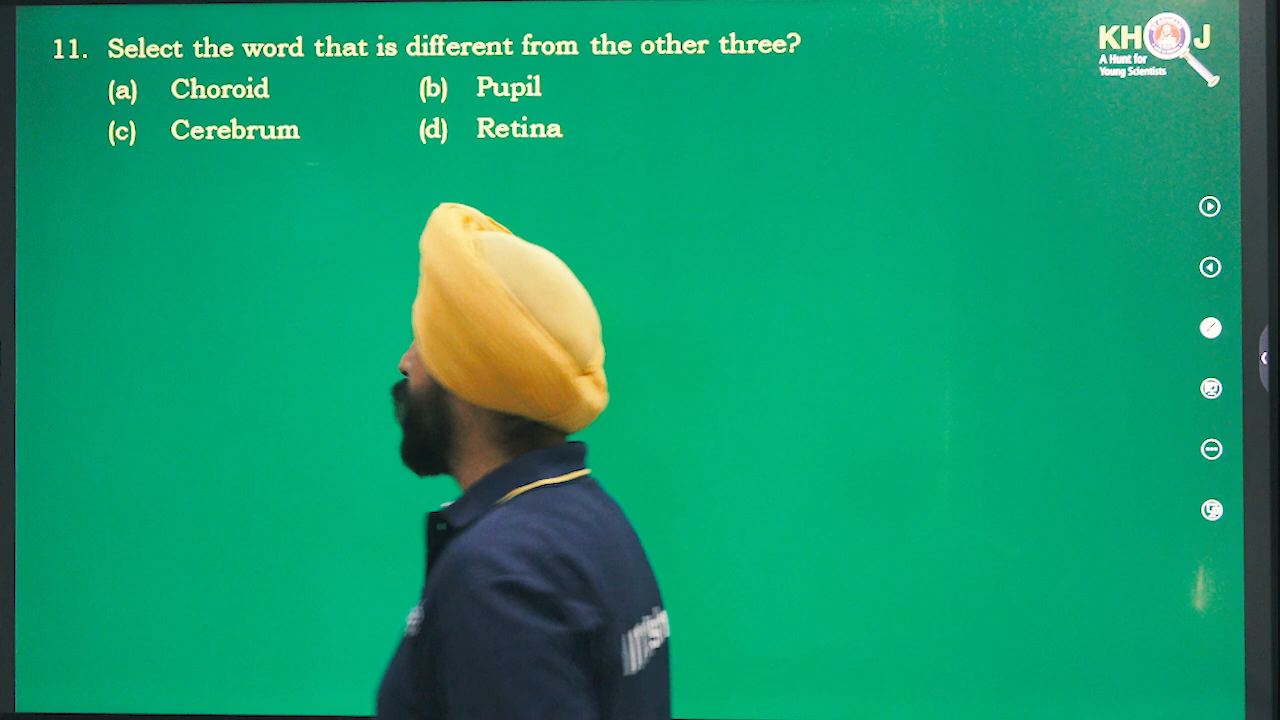 11. Select the word that is different from the other three?
(a) Choroid (b) Pupil
(c) Cerebrum (d) Retina
KHOJ
A Hunt for
Young Scientists